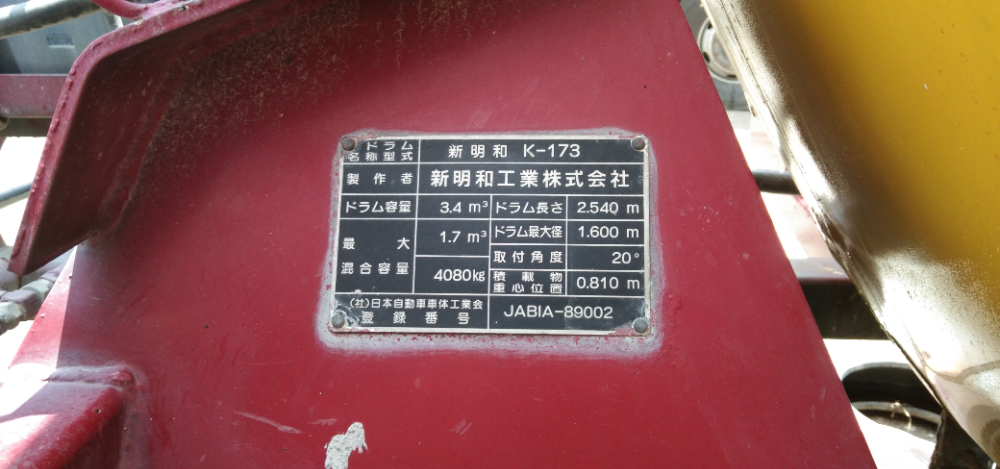 ドラム
名称型式 新明和 K-173
製作者 新明和工業株式会社
ドラム容量 3.4 m³ ドラム長さ 2.540 m
最大 1.7 m³ ドラム最大径 1.600 m
取付角度 20°
混合容量 4080kg 積載物
重心位置 0.810 m
(社)日本自動車車体工業会
登録番号 JABIA-89002